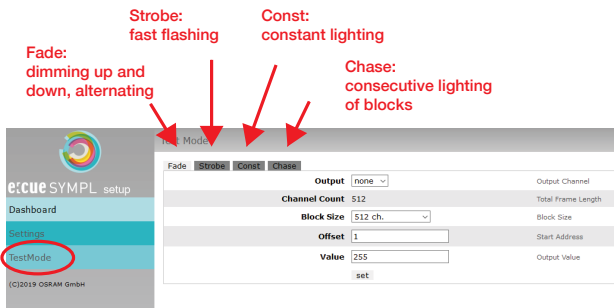 Strobe:
fast flashing
Const:
constant lighting
Fade:
dimming up and
down, alternating
Chase:
consecutive lighting
of blocks
Test Mode
e:cue SYMPL setup
Dashboard
Settings
TestMode
(C)2019 OSRAM GmbH
Fade Strobe Const Chase
Output none Output Channel
Channel Count 512 Total Frame Length
Block Size 512 ch. Block Size
Offset 1 Start Address
Value 255 Output Value
set